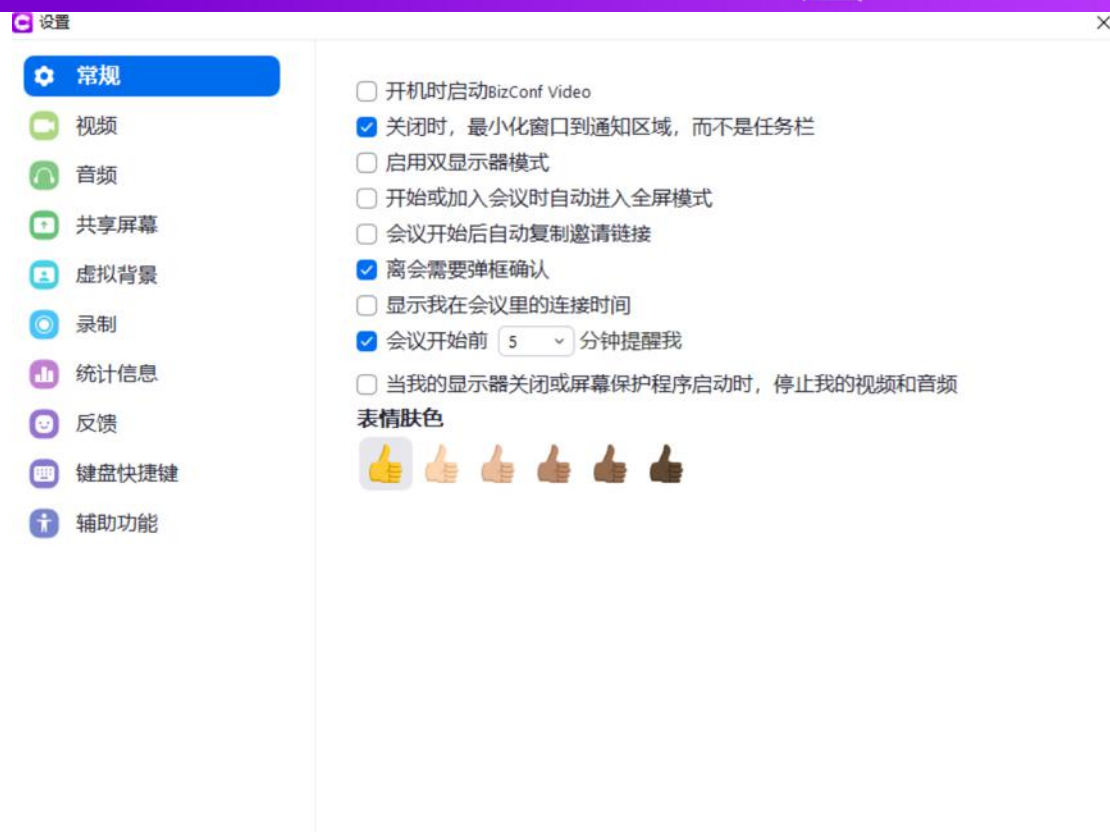 设置
常规
视频
音频
共享屏幕
虚拟背景
录制
统计信息
反馈
键盘快捷键
辅助功能
开机时启动BizConf Video
关闭时，最小化窗口到通知区域，而不是任务栏
启用双显示器模式
开始或加入会议时自动进入全屏模式
会议开始后自动复制邀请链接
离会需要弹框确认
显示我在会议里的连接时间
会议开始前 5 分钟提醒我
当我的显示器关闭或屏幕保护程序启动时，停止我的视频和音频
表情肤色